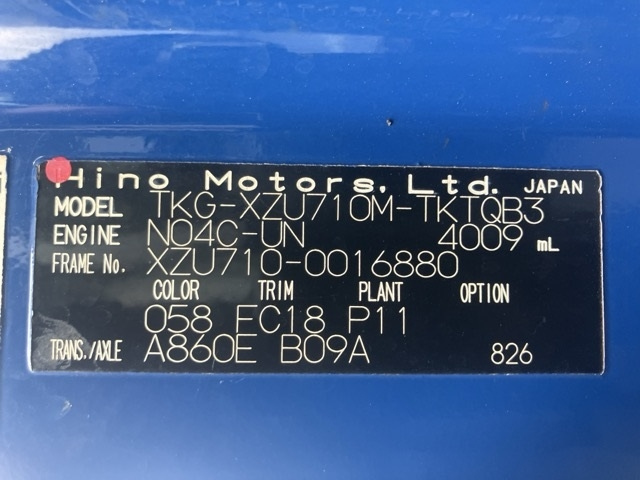 Hino Motors, Ltd. JAPAN
MODEL TKG-XZU710M-TKTQB3
ENGINE N04C-UN 4009 mL
FRAME No. XZU710-0016880
COLOR TRIM PLANT OPTION
058 FC18 P11
TRANS./AXLE A860E B09A 826